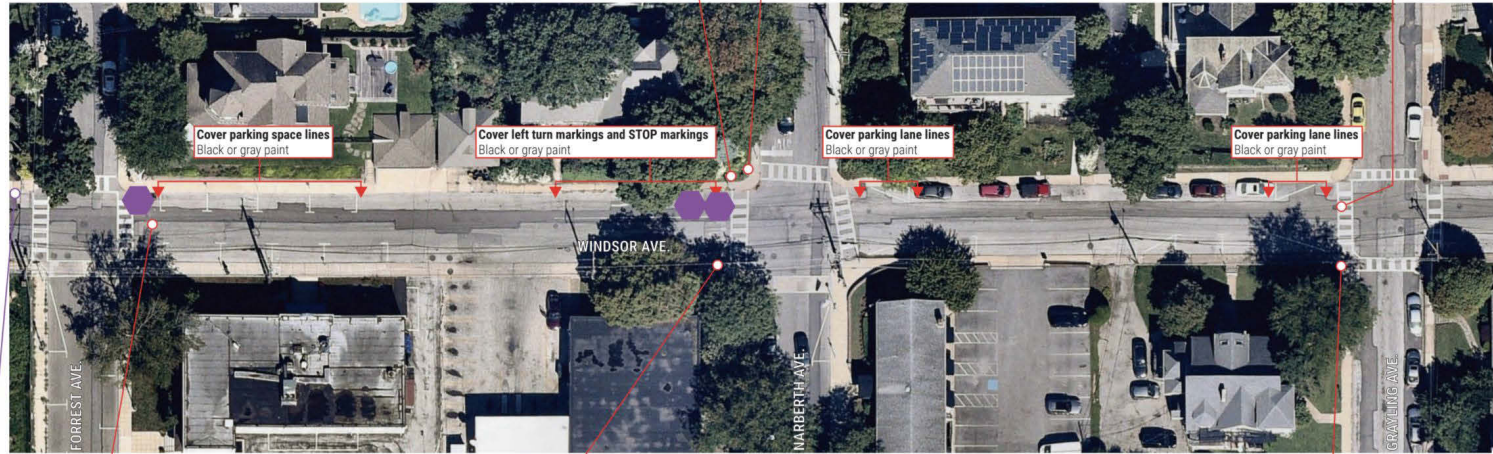 Cover parking space lines
Black or gray paint
Cover left turn markings and STOP markings
Black or gray paint
Cover parking lane lines
Black or gray paint
Cover parking lane lines
Black or gray paint
WINDSOR AVE.
FORREST AVE.
NARBERTH AVE.
GRAYLING AVE.